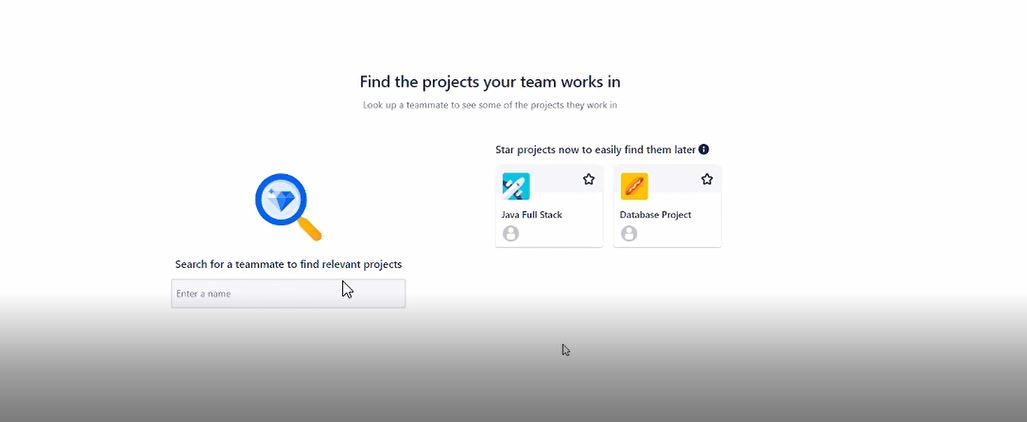 Find the projects your team works in
Look up a teammate to see some of the projects they work in
Star projects now to easily find them later
Java Full Stack
Database Project
Search for a teammate to find relevant projects
Enter a name